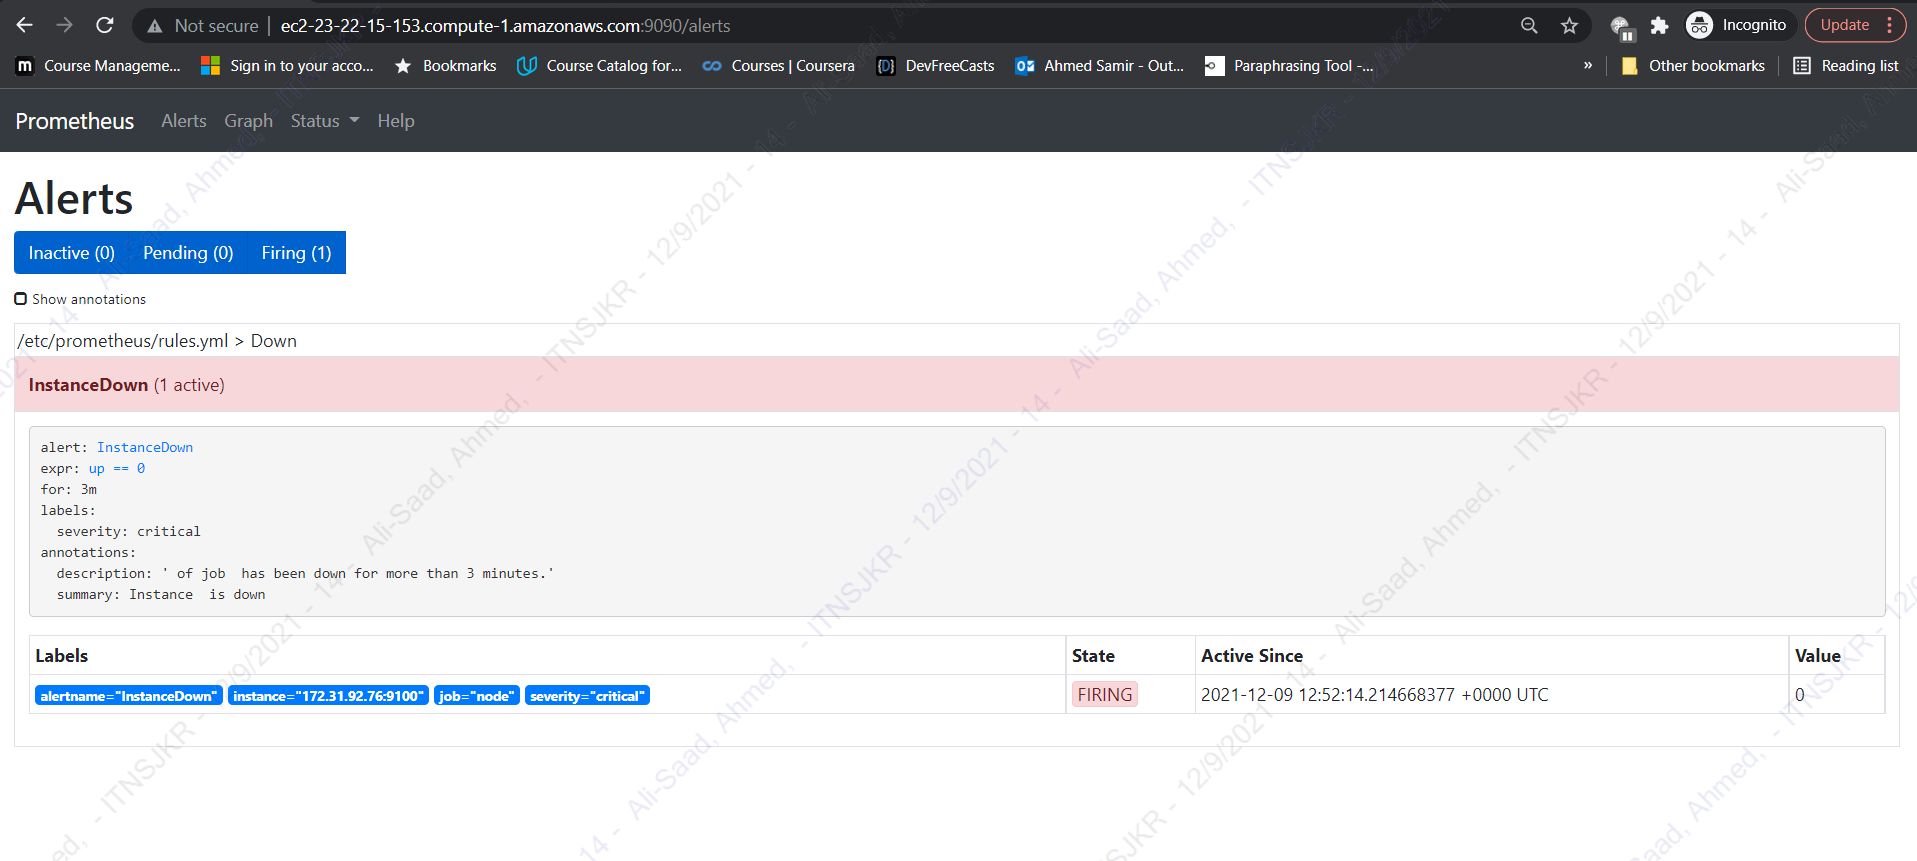 Not secure | ec2-23-22-15-153.compute-1.amazonaws.com:9090/alerts Incognito Update
Course Manageme... Sign in to your acco... Bookmarks Course Catalog for... Courses | Coursera DevFreeCasts Ahmed Samir - Out... Paraphrasing Tool -... » Other bookmarks Reading list
Prometheus Alerts Graph Status Help
Alerts
Inactive (0) Pending (0) Firing (1)
Show annotations
/etc/prometheus/rules.yml > Down
InstanceDown (1 active)
alert: InstanceDown
expr: up == 0
for: 3m
labels:
severity: critical
annotations:
description: ' of job  has been down for more than 3 minutes.'
summary: Instance  is down
Labels State Active Since Value
alertname="InstanceDown" instance="172.31.92.76:9100" job="node" severity="critical" FIRING 2021-12-09 12:52:14.214668377 +0000 UTC 0
Ali-Saad, Ahmed, - ITNSJKR - 12/9/2021 - 14 -